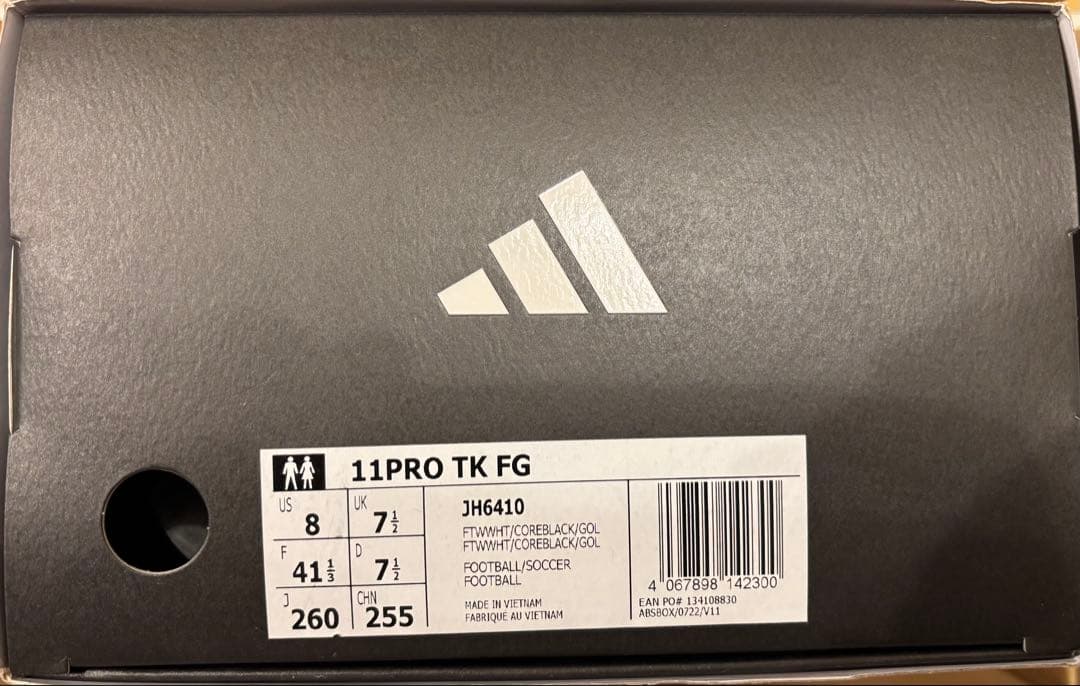 11PRO TK FG
US 8 UK 7½
F 41⅓ D 7½
J 260 CHN 255
JH6410
FTWWHT/COREBLACK/GOL
FTWWHT/COREBLACK/GOL
FOOTBALL/SOCCER
FOOTBALL
MADE IN VIETNAM
FABRIQUÉ AU VIETNAM
4 067898 142300
EAN PO# 134108830
ABSBOX/0722/V11